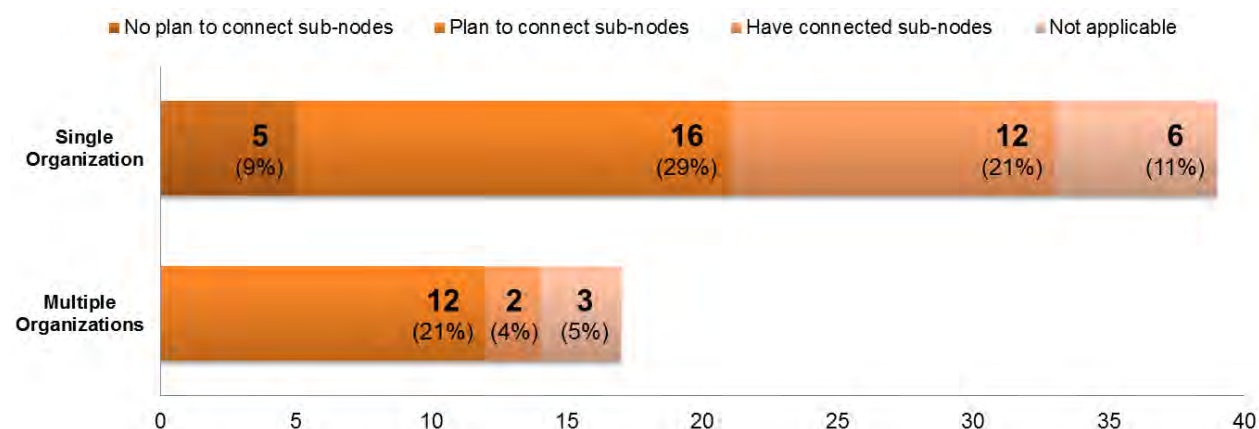 No plan to connect sub-nodes Plan to connect sub-nodes Have connected sub-nodes Not applicable
Single
Organization
5 16 12 6
(9%) (29%) (21%) (11%)
Multiple
Organizations
12 2 3
(21%) (4%) (5%)
0 5 10 15 20 25 30 35 40